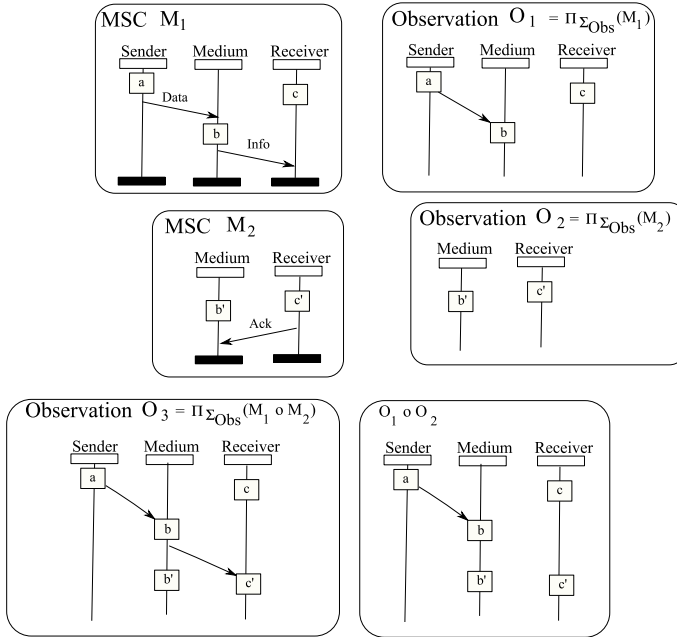 MSC M1
Sender Medium Receiver
a
c
Data
b
Info
Observation O1 = ΠΣObs(M1)
Sender Medium Receiver
a
c
b
MSC M2
Medium Receiver
b'
c'
Ack
Observation O2 = ΠΣObs(M2)
Medium Receiver
b'
c'
Observation O3 = ΠΣObs(M1 o M2)
Sender Medium Receiver
a
c
b
b'
c'
O1 o O2
Sender Medium Receiver
a
c
b
b'
c'